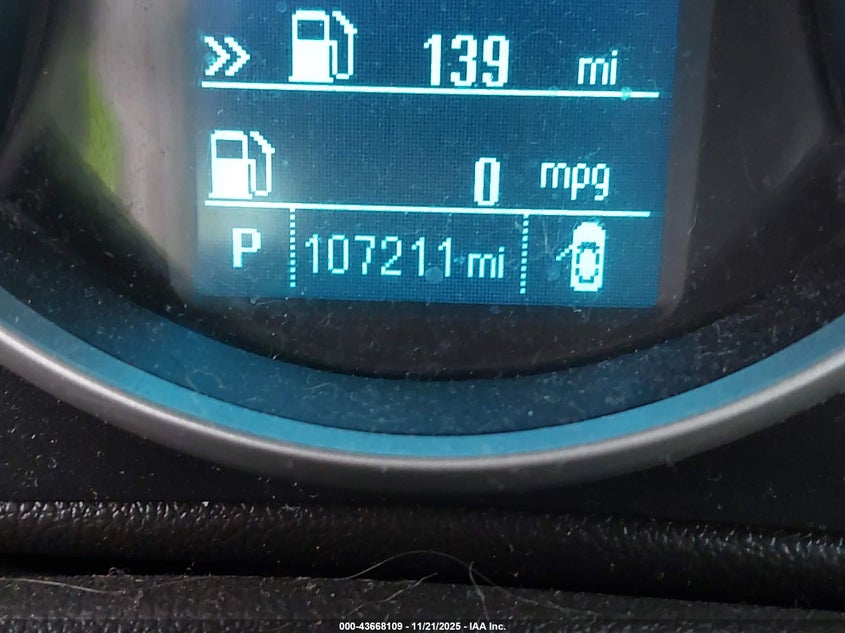 139 mi
0 mpg
P 107211 mi
000-43668109 - 11/21/2025 - IAA Inc.